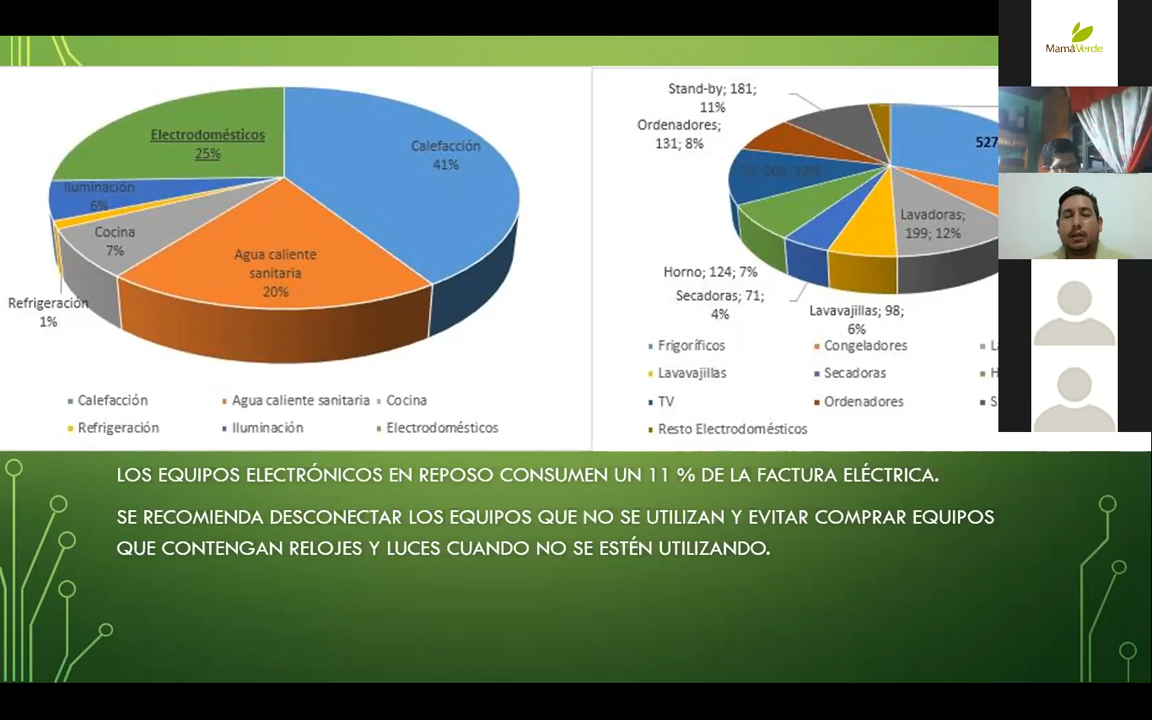 MamáVerde
Electrodomésticos
25%
Calefacción
41%
Iluminación
6%
Cocina
7%
Agua caliente
sanitaria
20%
Refrigeración
1%
Calefacción
Agua caliente sanitaria
Cocina
Refrigeración
Iluminación
Electrodomésticos
Stand-by; 181;
11%
Ordenadores;
131; 8%
527
TV; 201; 12%
Lavadoras;
199; 12%
Horno; 124; 7%
Secadoras; 71;
4%
Lavavajillas; 98;
6%
Frigoríficos
Congeladores
Lavavajillas
Secadoras
TV
Ordenadores
Resto Electrodomésticos
LOS EQUIPOS ELECTRÓNICOS EN REPOSO CONSUMEN UN 11 % DE LA FACTURA ELÉCTRICA.
SE RECOMIENDA DESCONECTAR LOS EQUIPOS QUE NO SE UTILIZAN Y EVITAR COMPRAR EQUIPOS
QUE CONTENGAN RELOJES Y LUCES CUANDO NO SE ESTÉN UTILIZANDO.